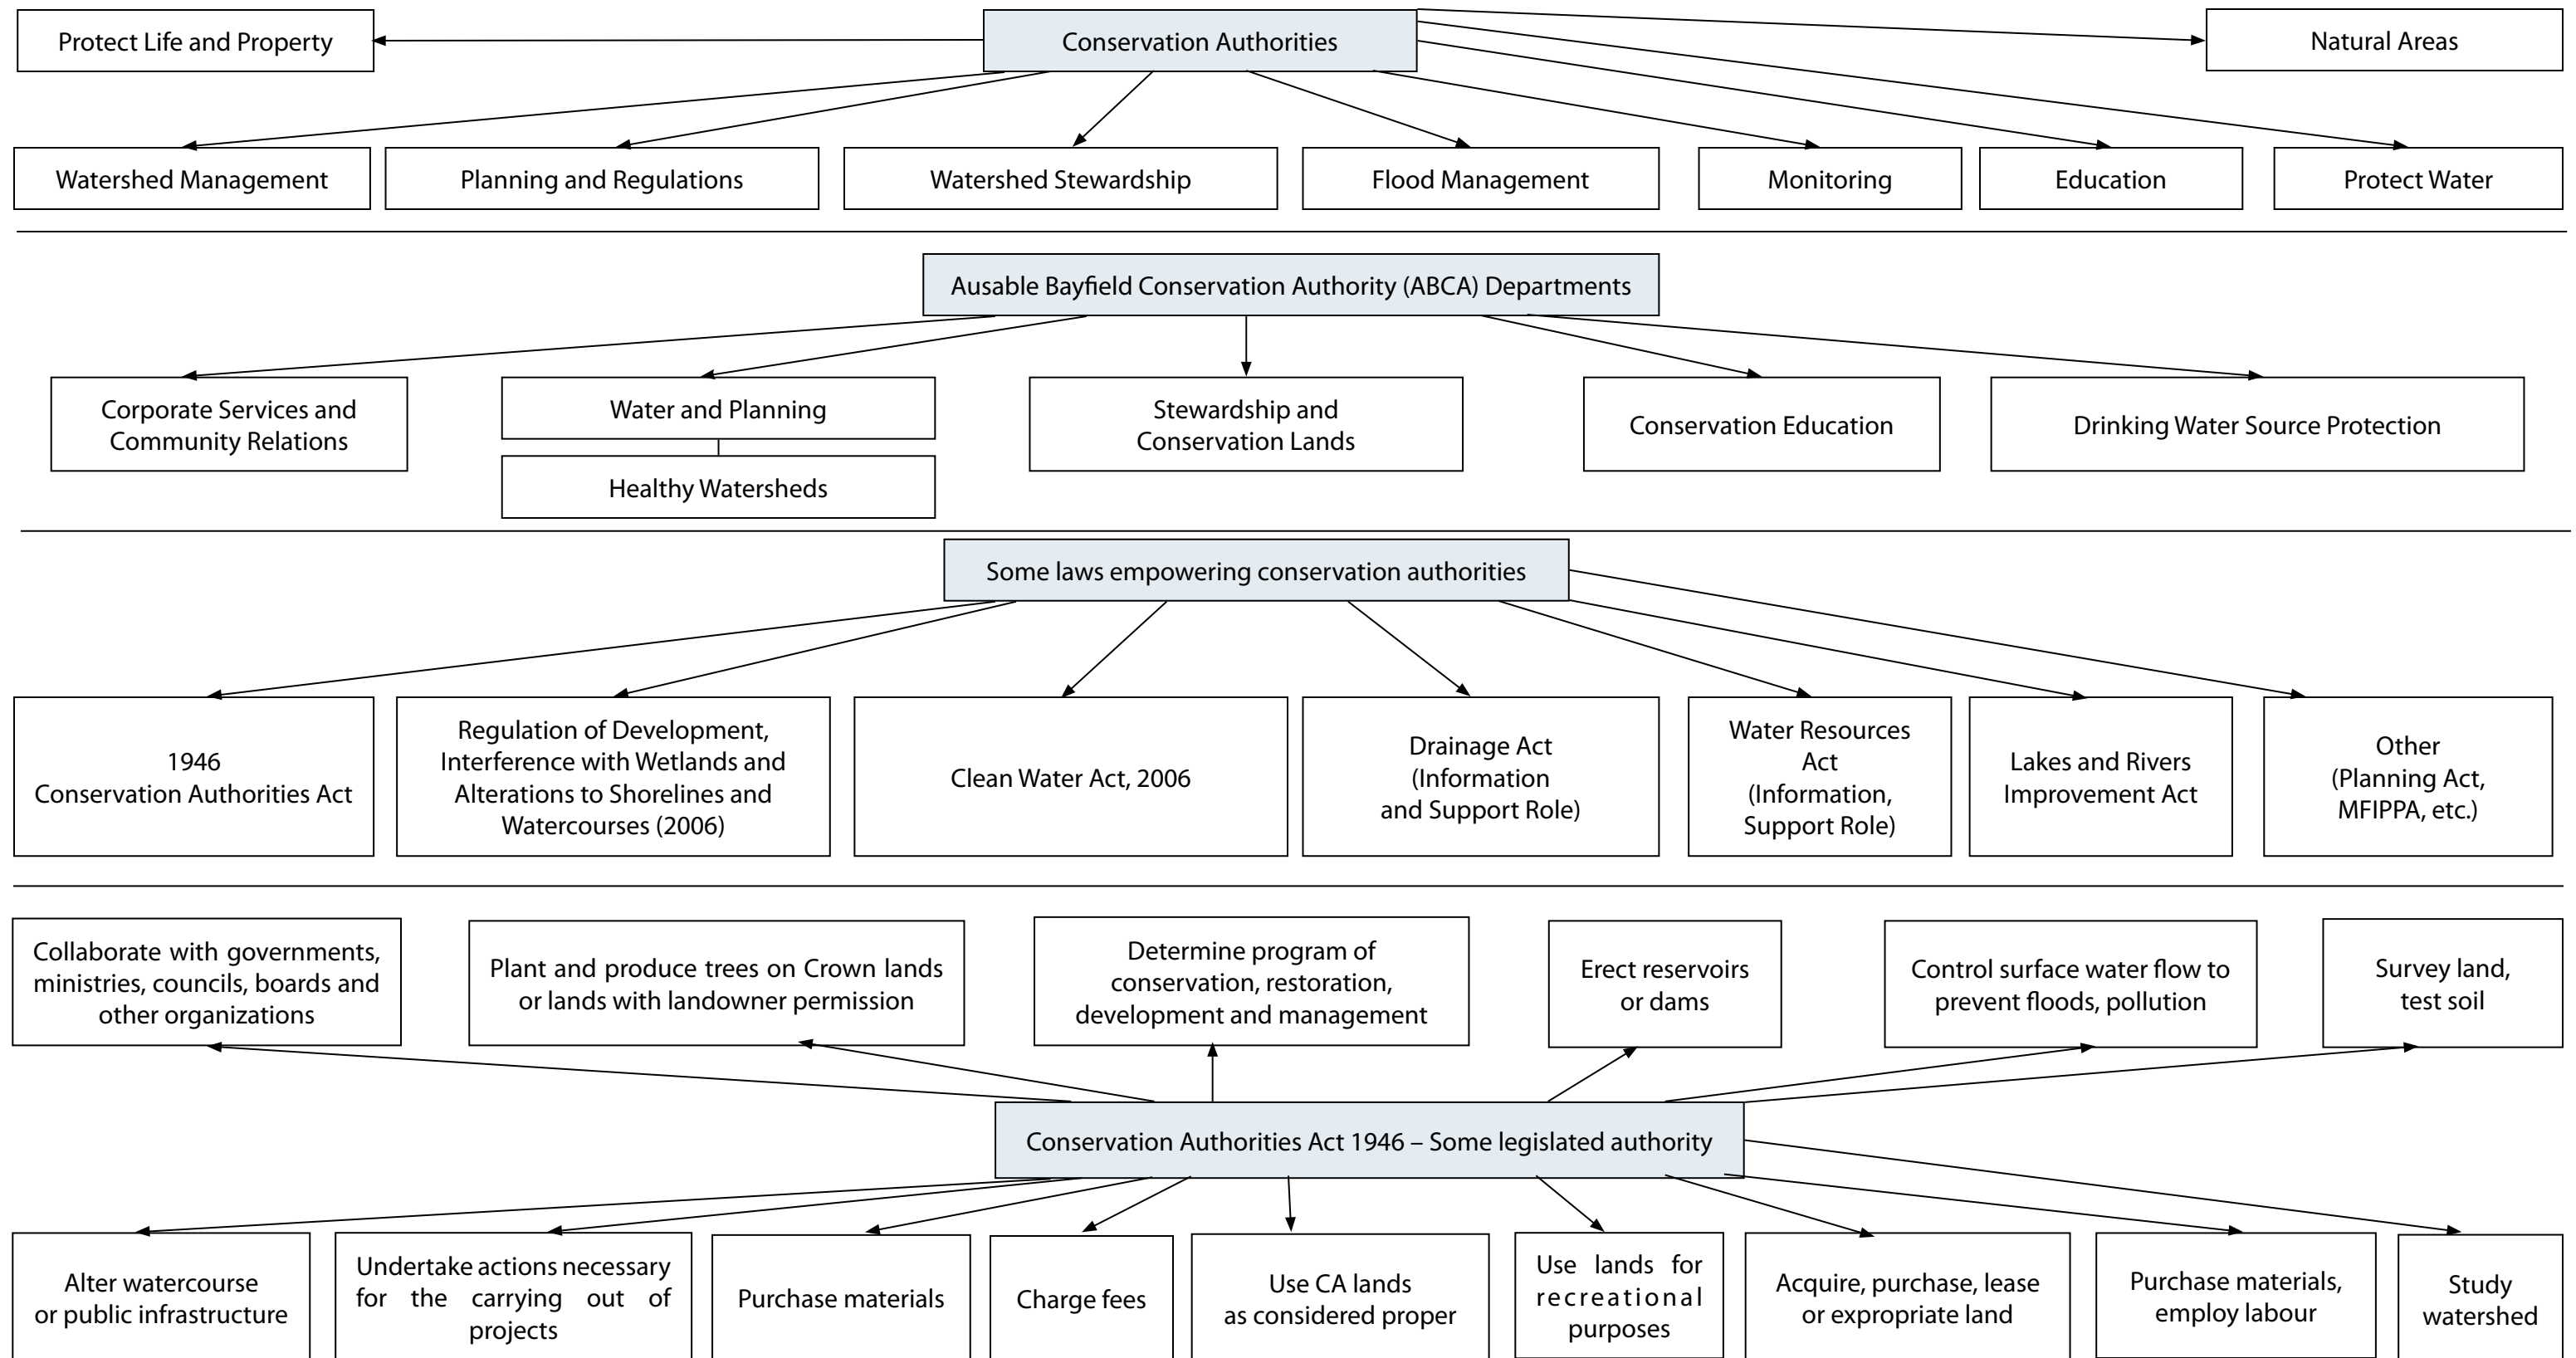 Protect Life and Property
Conservation Authorities
Natural Areas
Watershed Management
Planning and Regulations
Watershed Stewardship
Flood Management
Monitoring
Education
Protect Water
Ausable Bayfield Conservation Authority (ABCA) Departments
Corporate Services and
Community Relations
Water and Planning
Healthy Watersheds
Stewardship and
Conservation Lands
Conservation Education
Drinking Water Source Protection
Some laws empowering conservation authorities
1946
Conservation Authorities Act
Regulation of Development,
Interference with Wetlands and
Alterations to Shorelines and
Watercourses (2006)
Clean Water Act, 2006
Drainage Act
(Information
and Support Role)
Water Resources
Act
(Information,
Support Role)
Lakes and Rivers
Improvement Act
Other
(Planning Act,
MFIPPA, etc.)
Collaborate with governments,
ministries, councils, boards and
other organizations
Plant and produce trees on Crown lands
or lands with landowner permission
Determine program of
conservation, restoration,
development and management
Erect reservoirs
or dams
Control surface water flow to
prevent floods, pollution
Survey land,
test soil
Conservation Authorities Act 1946 – Some legislated authority
Alter watercourse
or public infrastructure
Undertake actions necessary
for the carrying out of
projects
Purchase materials
Charge fees
Use CA lands
as considered proper
Use lands for
recreational
purposes
Acquire, purchase, lease
or expropriate land
Purchase materials,
employ labour
Study
watershed